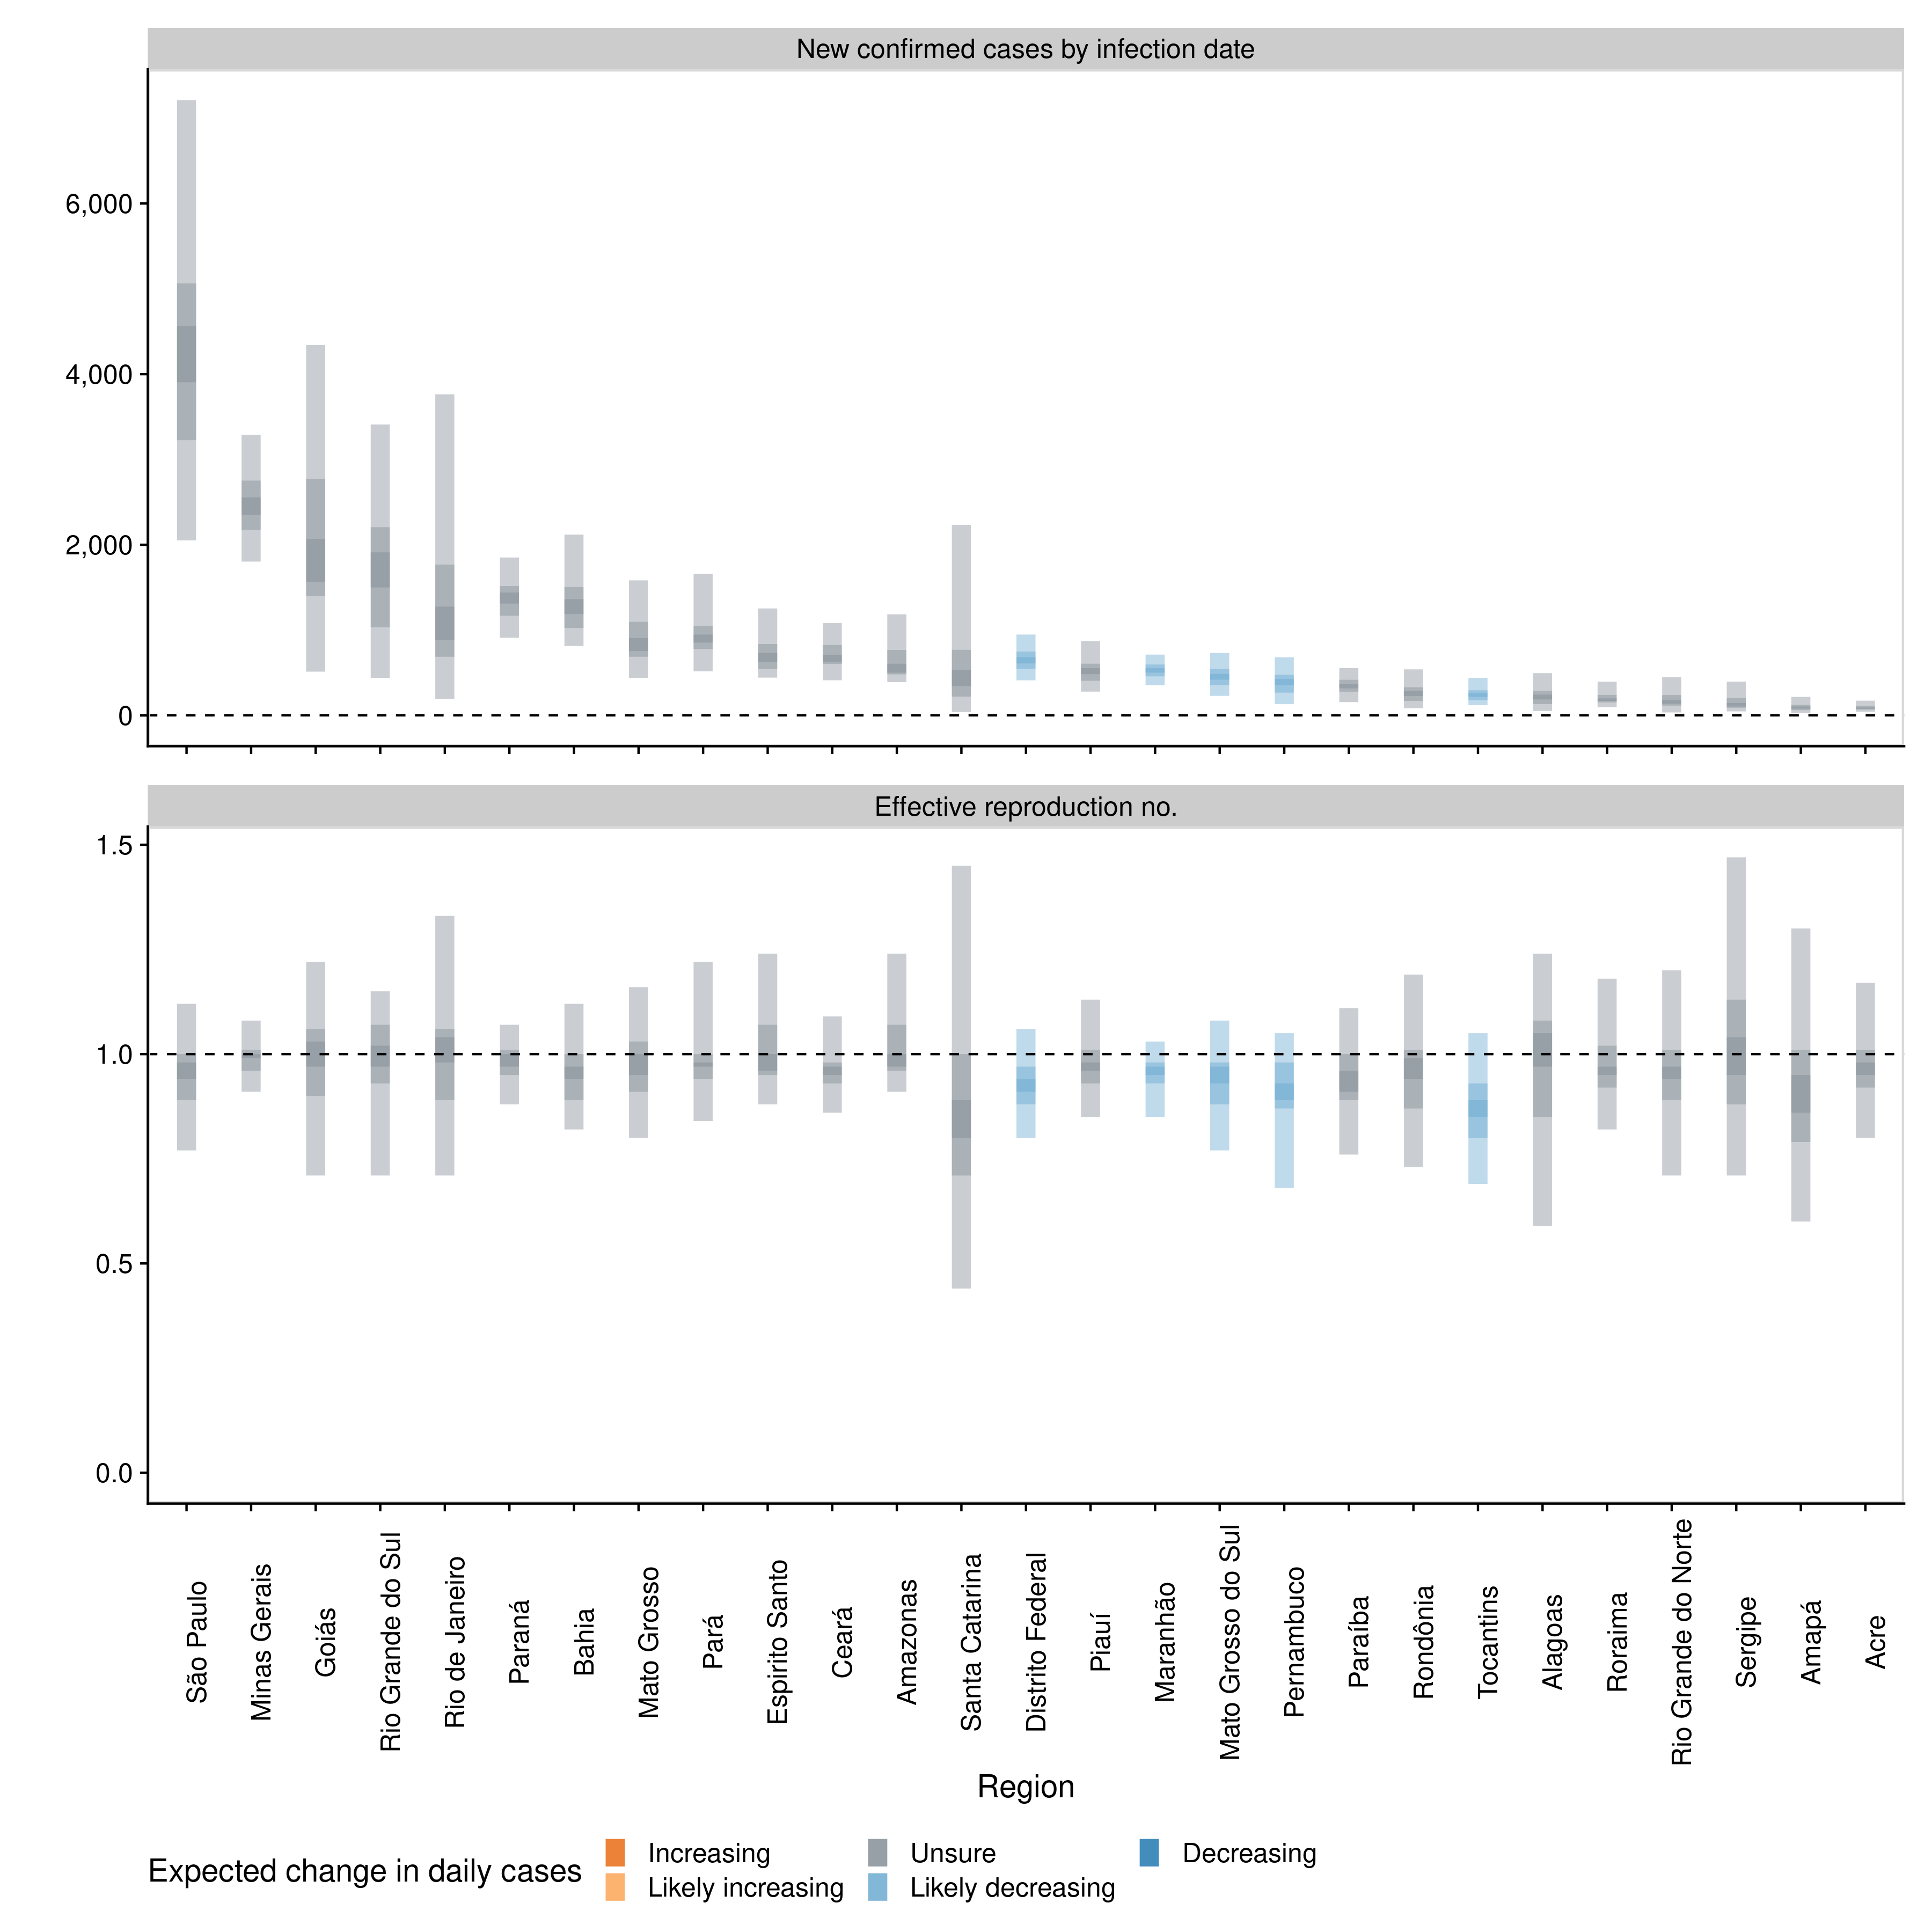 New confirmed cases by infection date
6,000
4,000
2,000
0
Effective reproduction no.
1.5
1.0
0.5
0.0
São Paulo
Minas Gerais
Goiás
Rio Grande do Sul
Rio de Janeiro
Paraná
Bahia
Mato Grosso
Pará
Espirito Santo
Ceará
Amazonas
Santa Catarina
Distrito Federal
Piauí
Maranhão
Mato Grosso do Sul
Pernambuco
Paraíba
Rondônia
Tocantins
Alagoas
Roraima
Rio Grande do Norte
Sergipe
Amapá
Acre
Region
Expected change in daily cases
Increasing
Likely increasing
Unsure
Likely decreasing
Decreasing